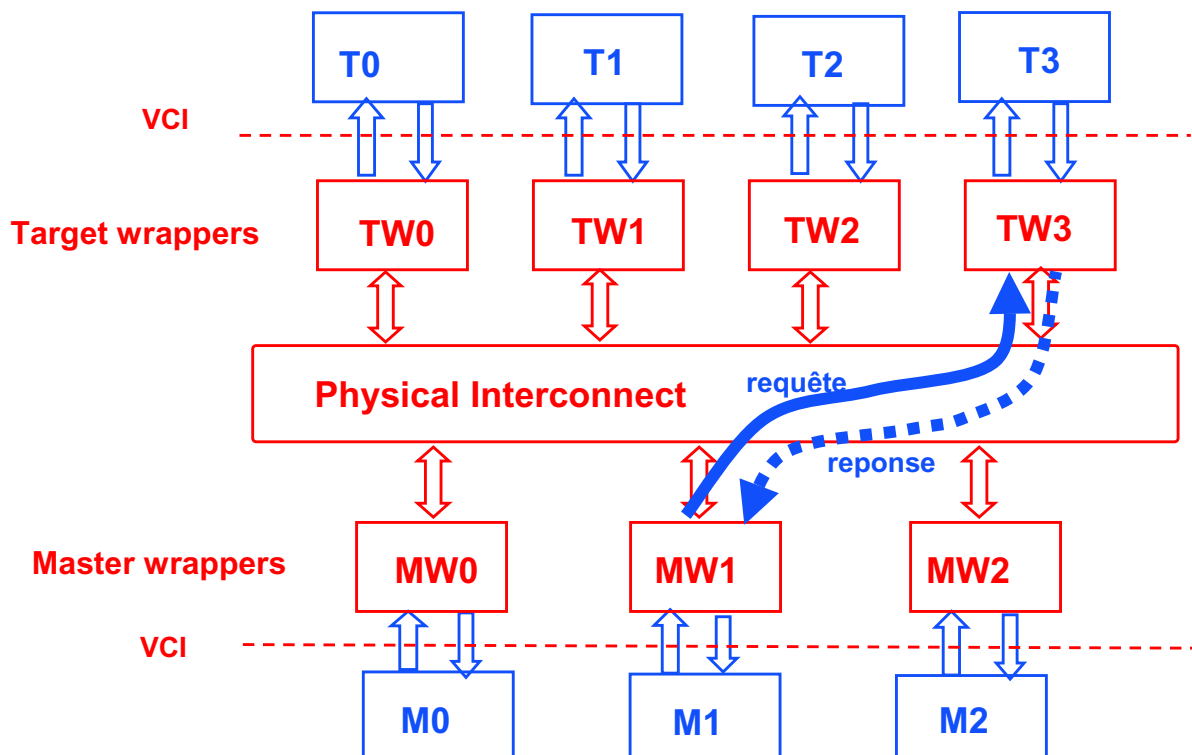 T0
T1
T2
T3
VCI
Target wrappers
TW0
TW1
TW2
TW3
requête
Physical Interconnect
reponse
Master wrappers
MW0
MW1
MW2
VCI
M0
M1
M2